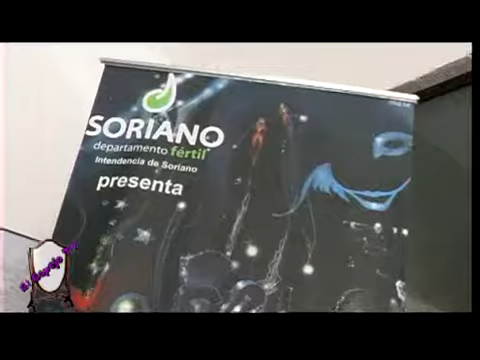 SORIANO
departamento fértil
Intendencia de Soriano
presenta